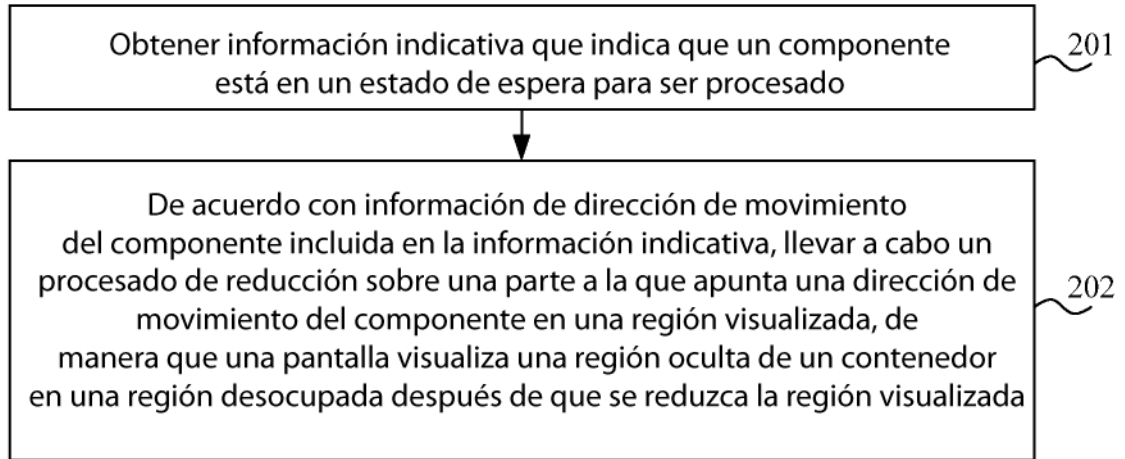 Obtener información indicativa que indica que un componente
está en un estado de espera para ser procesado
201
De acuerdo con información de dirección de movimiento
del componente incluida en la información indicativa, llevar a cabo un
procesado de reducción sobre una parte a la que apunta una dirección de
movimiento del componente en una región visualizada, de
manera que una pantalla visualiza una región oculta de un contenedor
en una región desocupada después de que se reduzca la región visualizada
202